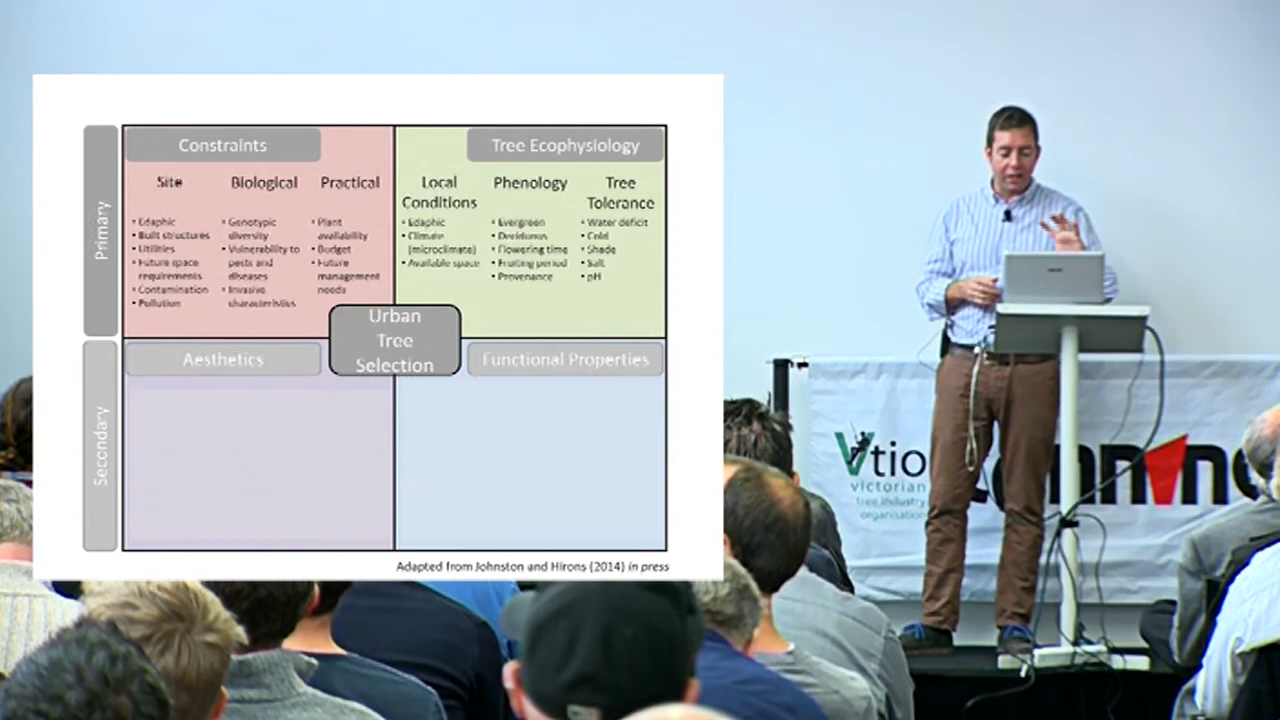 Constraints
Tree Ecophysiology
Primary
Site
• Edaphic
• Built structures
• Utilities
• Future space
requirements
• Contamination
• Pollution
Biological
• Genotypic
diversity
• Vulnerability to
pests and
diseases
• Invasive
characteristics
Practical
• Plant
availability
• Budget
• Future
management
needs
Local
Conditions
• Edaphic
• Climate
(microclimate)
• Available space
Phenology
• Evergreen
• Deciduous
• Flowering time
• Fruiting period
• Provenance
Tree
Tolerance
• Water deficit
• Cold
• Shade
• Salt
• pH
Urban
Tree
Selection
Secondary
Aesthetics
Functional Properties
Adapted from Johnston and Hirons (2014) in press
Vtio
victorian
tree industry
organisation